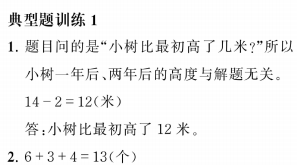 典型题训练1
1. 题目问的是“小树比最初高了几米?”所以
小树一年后、两年后的高度与解题无关。
14－2＝12(米)
答:小树比最初高了 12 米。
2. 6＋3＋4＝13(个)